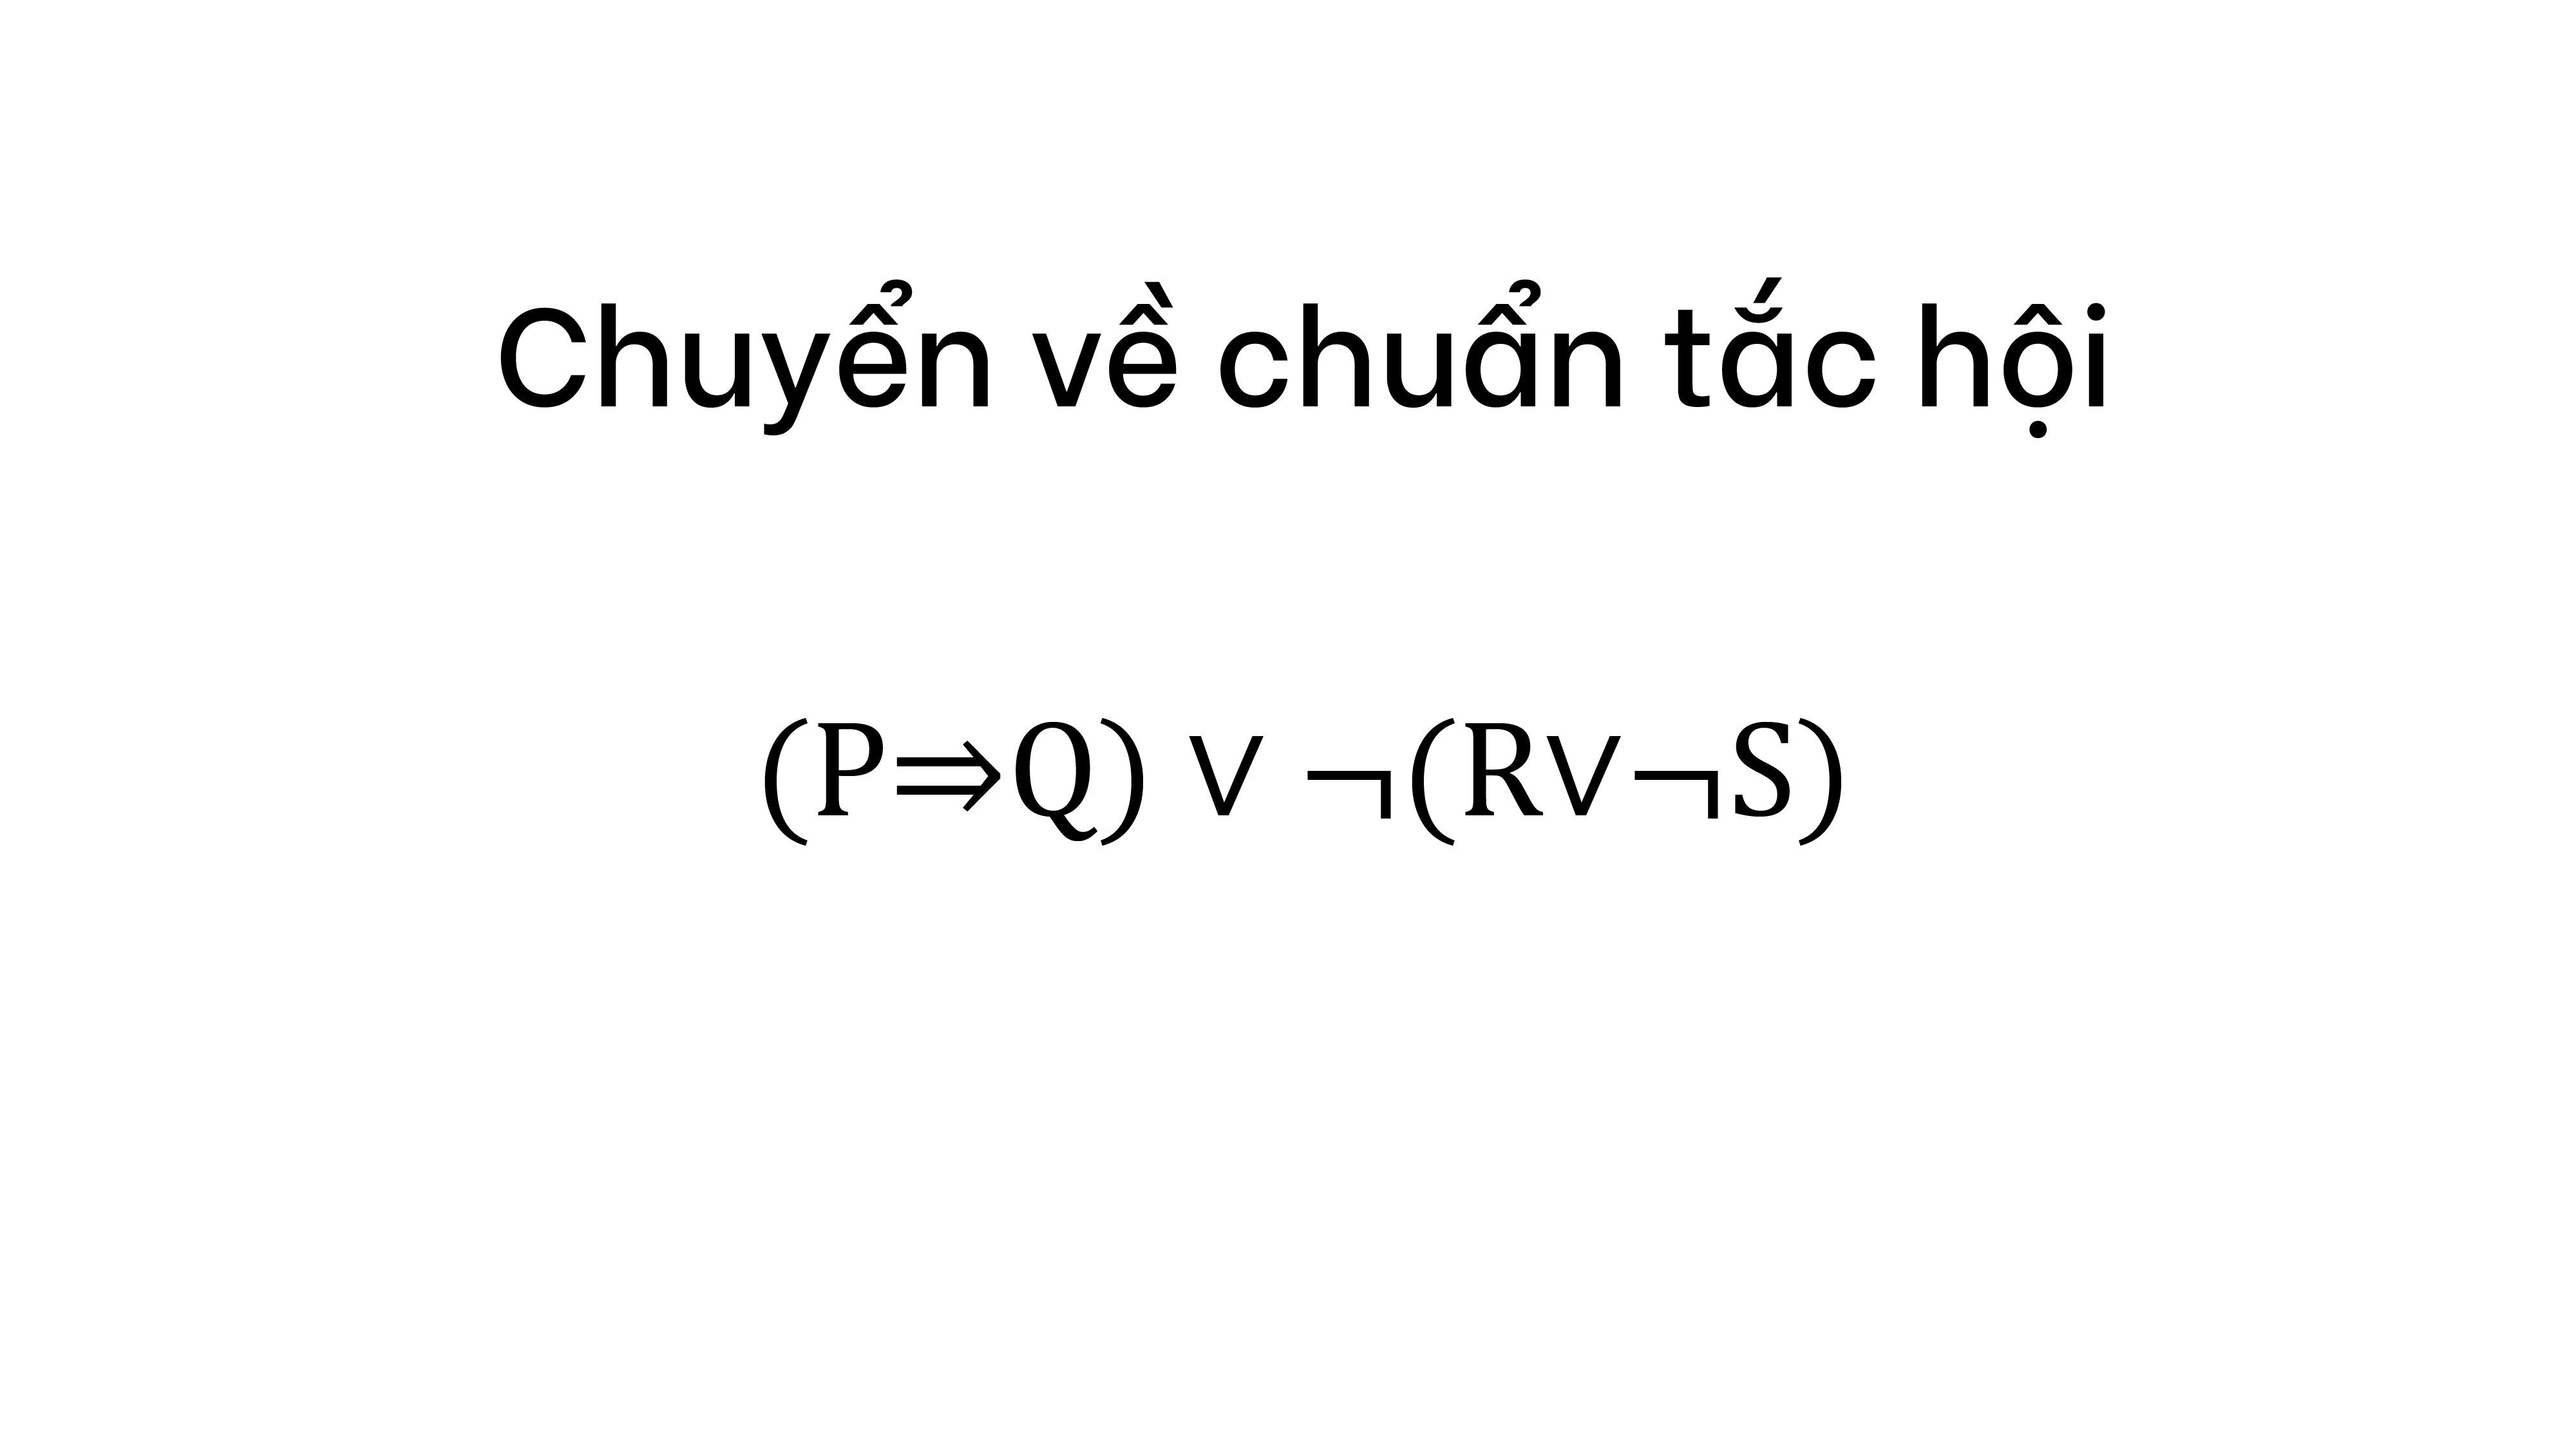 Chuyển về chuẩn tắc hội
(P⇒Q) ∨ ¬(R∨¬S)